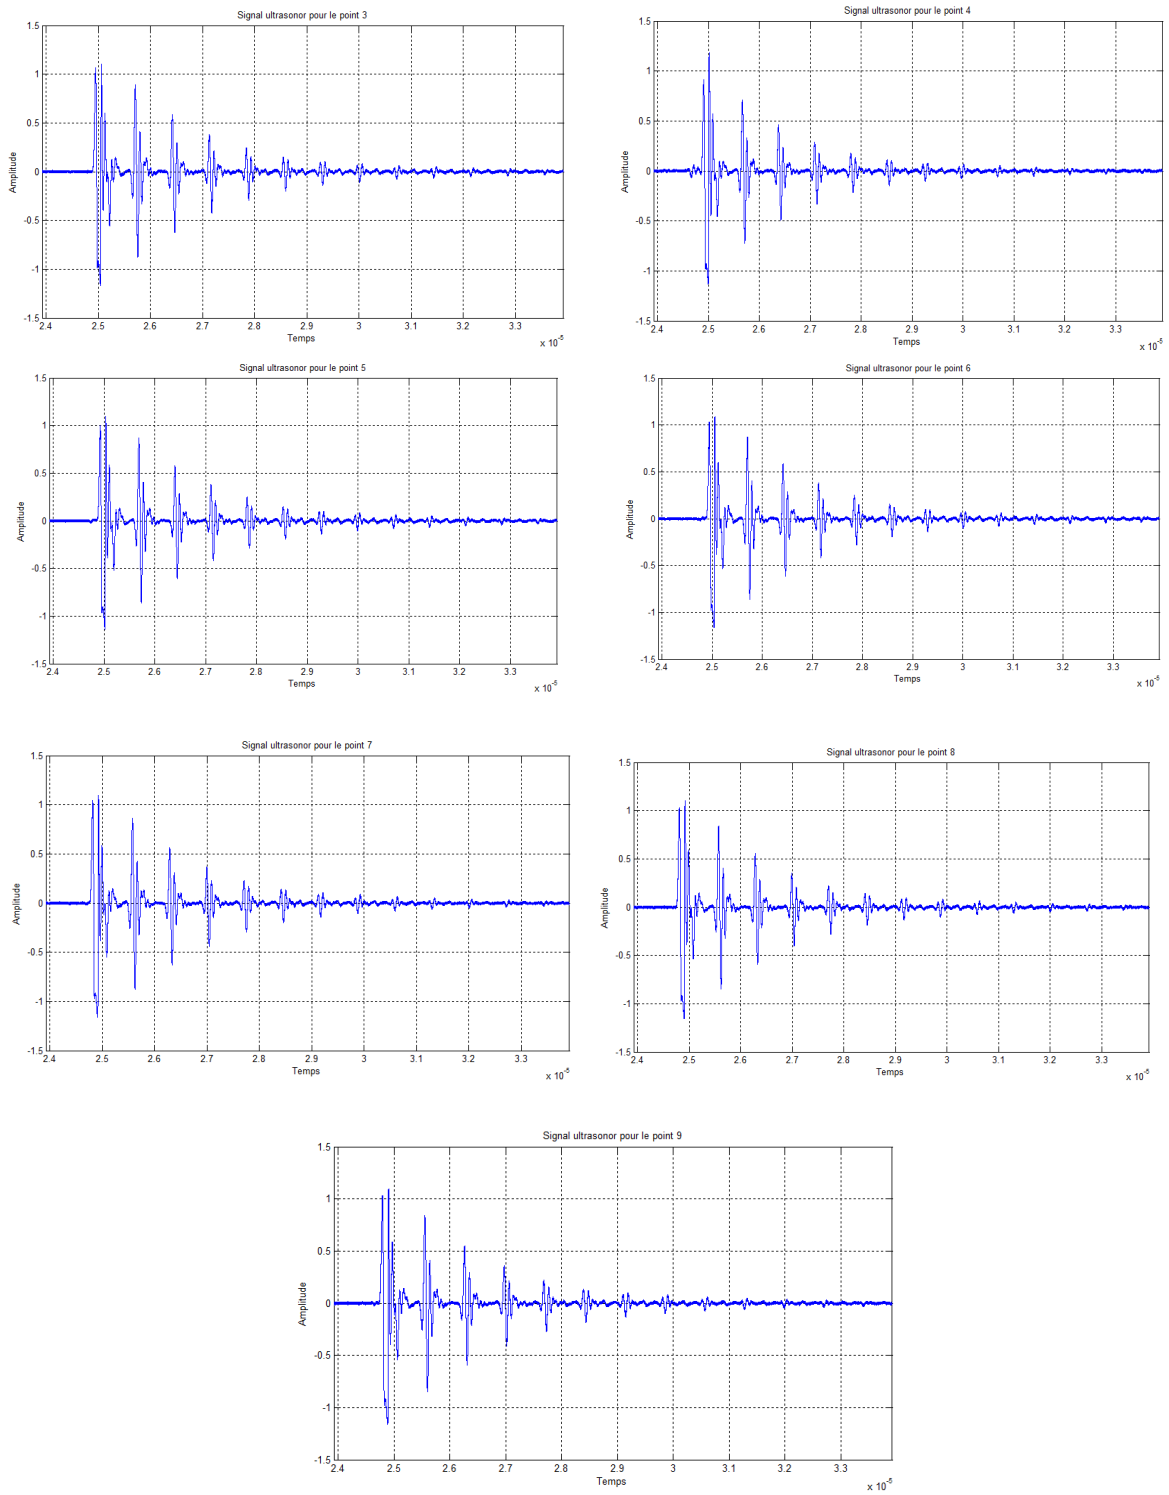 Signal ultrasonor pour le point 3
1.5
1
0.5
0
-0.5
-1
-1.5
Amplitude
2.4 2.5 2.6 2.7 2.8 2.9 3 3.1 3.2 3.3
Temps
x 10^-5
Signal ultrasonor pour le point 4
1.5
1
0.5
0
-0.5
-1
-1.5
Amplitude
2.4 2.5 2.6 2.7 2.8 2.9 3 3.1 3.2 3.3
Temps
x 10^-5
Signal ultrasonor pour le point 5
1.5
1
0.5
0
-0.5
-1
-1.5
Amplitude
2.4 2.5 2.6 2.7 2.8 2.9 3 3.1 3.2 3.3
Temps
x 10^-5
Signal ultrasonor pour le point 6
1.5
1
0.5
0
-0.5
-1
-1.5
Amplitude
2.4 2.5 2.6 2.7 2.8 2.9 3 3.1 3.2 3.3
Temps
x 10^-5
Signal ultrasonor pour le point 7
1.5
1
0.5
0
-0.5
-1
-1.5
Amplitude
2.4 2.5 2.6 2.7 2.8 2.9 3 3.1 3.2 3.3
Temps
x 10^-5
Signal ultrasonor pour le point 8
1.5
1
0.5
0
-0.5
-1
-1.5
Amplitude
2.4 2.5 2.6 2.7 2.8 2.9 3 3.1 3.2 3.3
Temps
x 10^-5
Signal ultrasonor pour le point 9
1.5
1
0.5
0
-0.5
-1
-1.5
Amplitude
2.4 2.5 2.6 2.7 2.8 2.9 3 3.1 3.2 3.3
Temps
x 10^-5